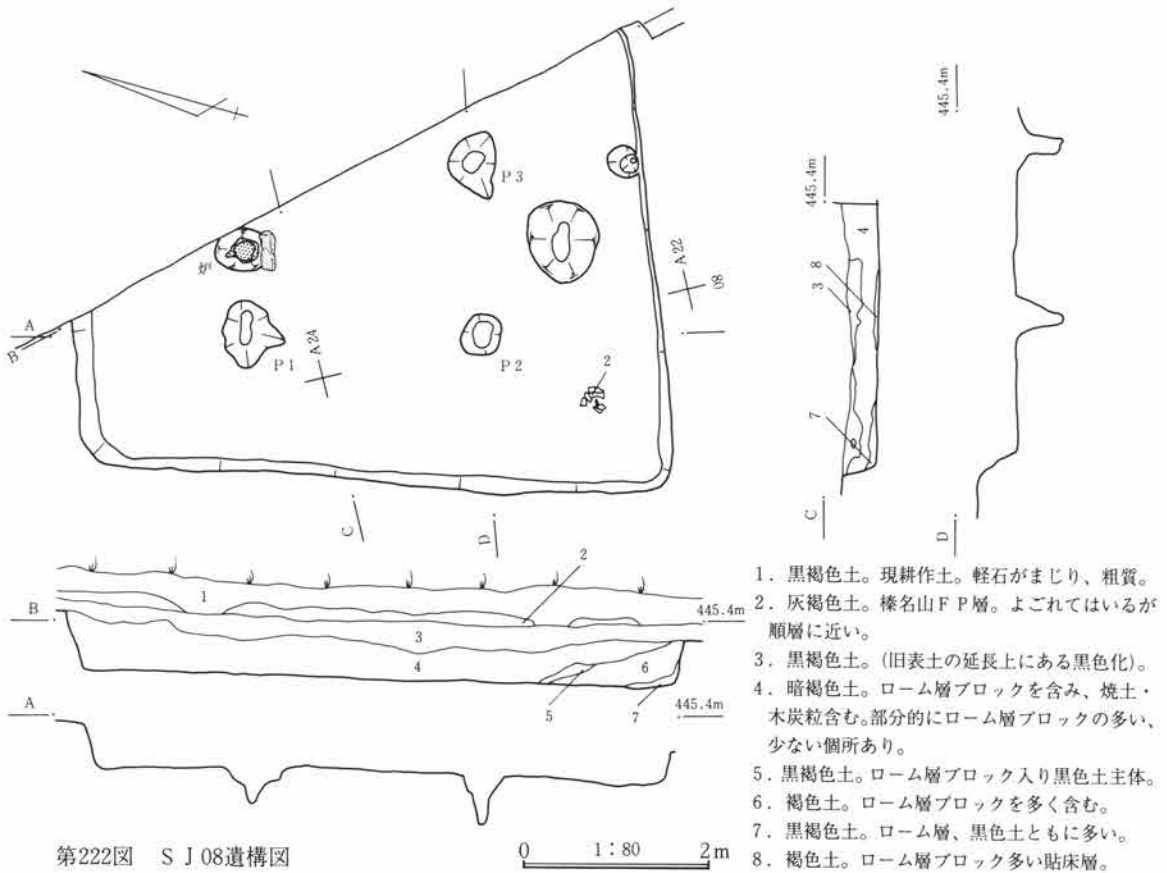 P 3
炉
P 1
A 24
P 2
2
A 22
08
A
B
C
D
445.4m
445.4m
4
8
3
7
C
D
1
2
B
3
445.4m
4
6
5
7
A
445.4m
1. 黒褐色土。現耕作土。軽石がまじり、粗質。
2. 灰褐色土。榛名山FP層。よごれてはいるが
順層に近い。
3. 黒褐色土。(旧表土の延長上にある黒色化)。
4. 暗褐色土。ローム層ブロックを含み、焼土・
木炭粒含む。部分的にローム層ブロックの多い、
少ない個所あり。
5. 黒褐色土。ローム層ブロック入り黒色土主体。
6. 褐色土。ローム層ブロックを多く含む。
7. 黒褐色土。ローム層、黒色土ともに多い。
8. 褐色土。ローム層ブロック多い貼床層。
第222図 SJ08遺構図
0 1:80 2m